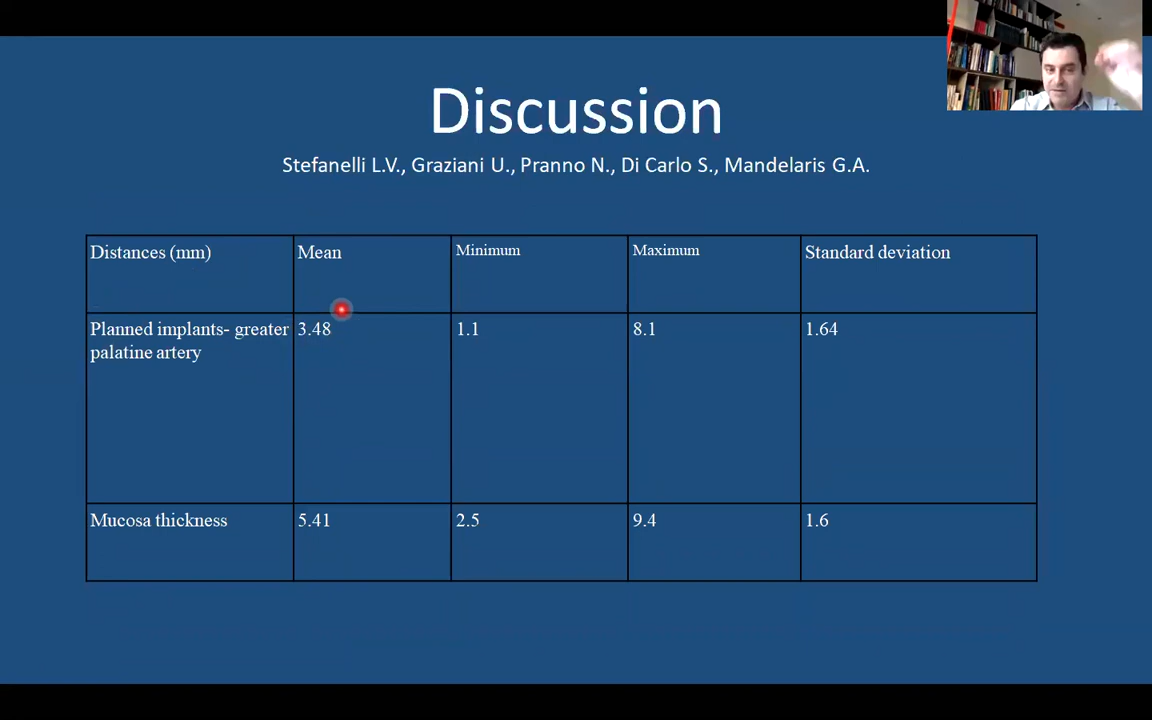 Discussion
Stefanelli L.V., Graziani U., Pranno N., Di Carlo S., Mandelaris G.A.
Distances (mm) Mean Minimum Maximum Standard deviation
Planned implants- greater 3.48 1.1 8.1 1.64
palatine artery
Mucosa thickness 5.41 2.5 9.4 1.6